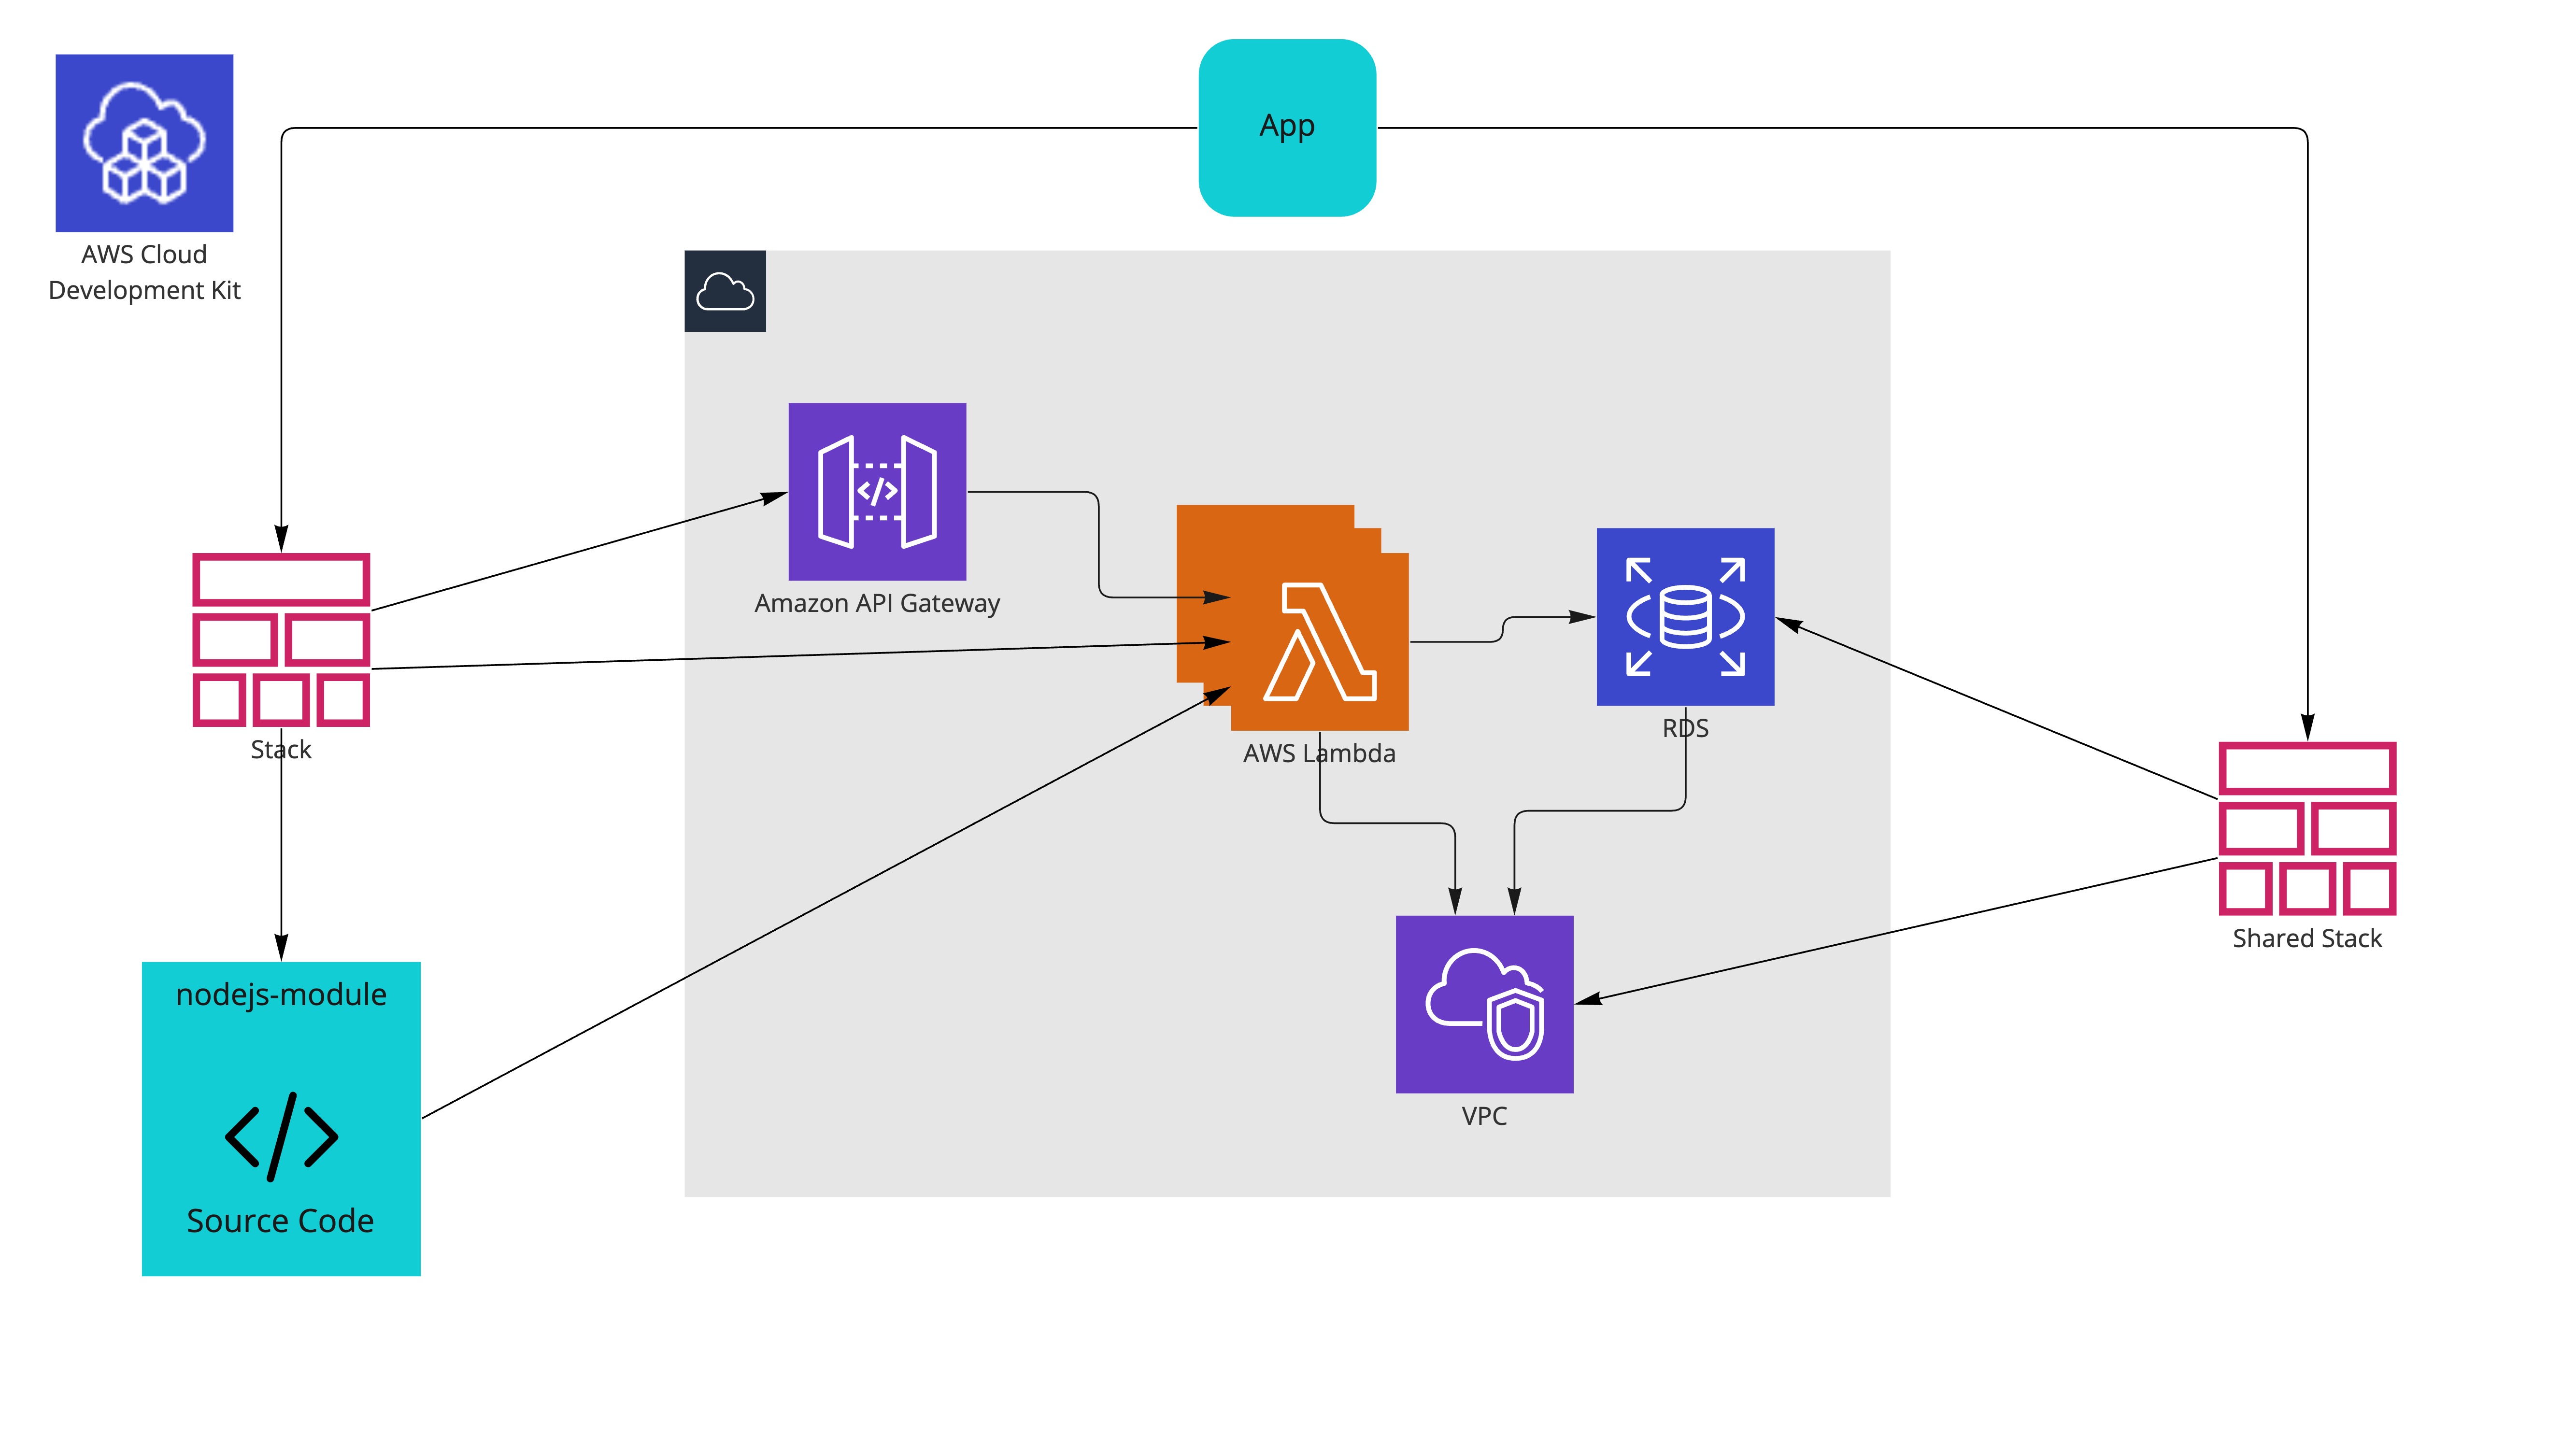 App
AWS Cloud
Development Kit
Amazon API Gateway
AWS Lambda
RDS
Stack
Shared Stack
nodejs-module
</>
Source Code
VPC